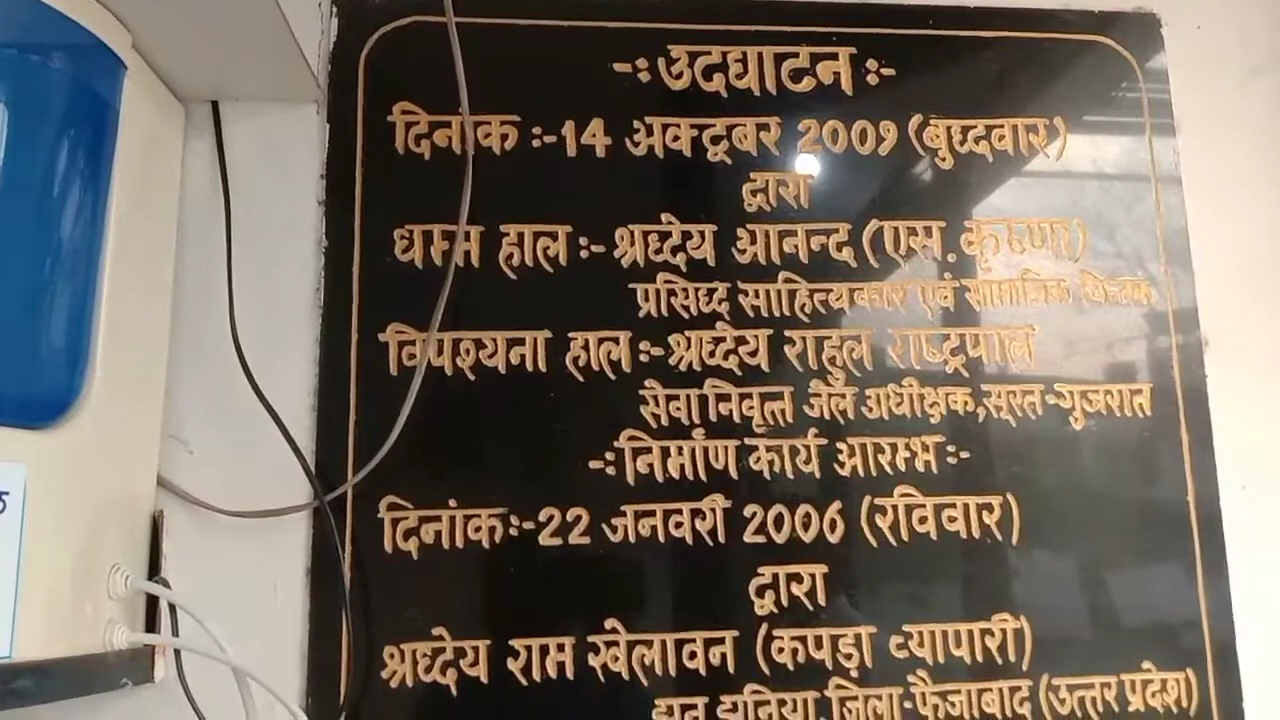 -:उदघाटन:-
दिनांक :-14 अक्टूबर 2009 (बुध्दवार)
द्वारा
धम्म हाल :- श्रध्देय आनन्द (एस. कृष्णा)
प्रसिध्द साहित्यकार एवं सामाजिक चिन्तक
विपश्यना हाल :- श्रध्देय राहुल राष्ट्रपाल
सेवा निवृत्त जेल अधीक्षक, सूरत-गुजरात
-:निर्माण कार्य आरम्भ:-
दिनांक:-22 जनवरी 2006 (रविवार)
द्वारा
श्रध्देय राम खेलावन (कपड़ा व्यापारी)
जिला-फैजाबाद (उत्तर प्रदेश)